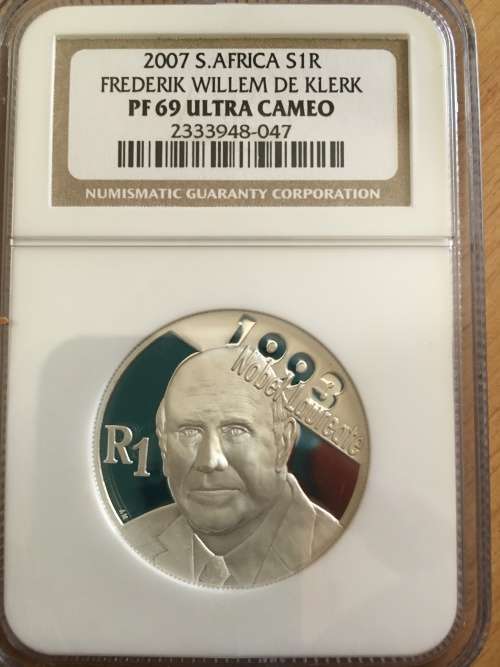 2007 S.AFRICA S1R
FREDERIK WILLEM DE KLERK
PF 69 ULTRA CAMEO
2333948-047
NUMISMATIC GUARANTY CORPORATION
1993
Nobel Laureate
R1